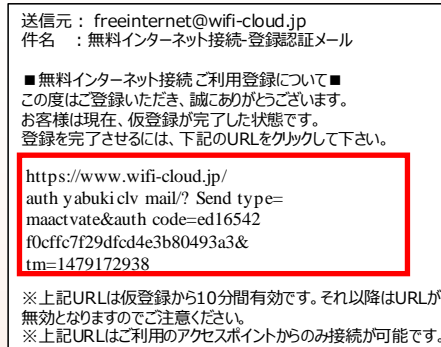 送信元： freeinternet@wifi-cloud.jp
件名　：無料インターネット接続-登録認証メール
■無料インターネット接続 ご利用登録について■
この度はご登録いただき、誠にありがとうございます。
お客様は現在、仮登録が完了した状態です。
登録を完了させるには、下記のURLをクリックして下さい。
https://www.wifi-cloud.jp/
auth yabuki clv mail/? Send type=
maactvate&auth code=ed16542
f0cffc7f29dfcd4e3b80493a3&
tm=1479172938
※上記URLは仮登録から10分間有効です。それ以降はURLが
無効となりますのでご注意ください。
※上記URLはご利用のアクセスポイントからのみ接続が可能です。